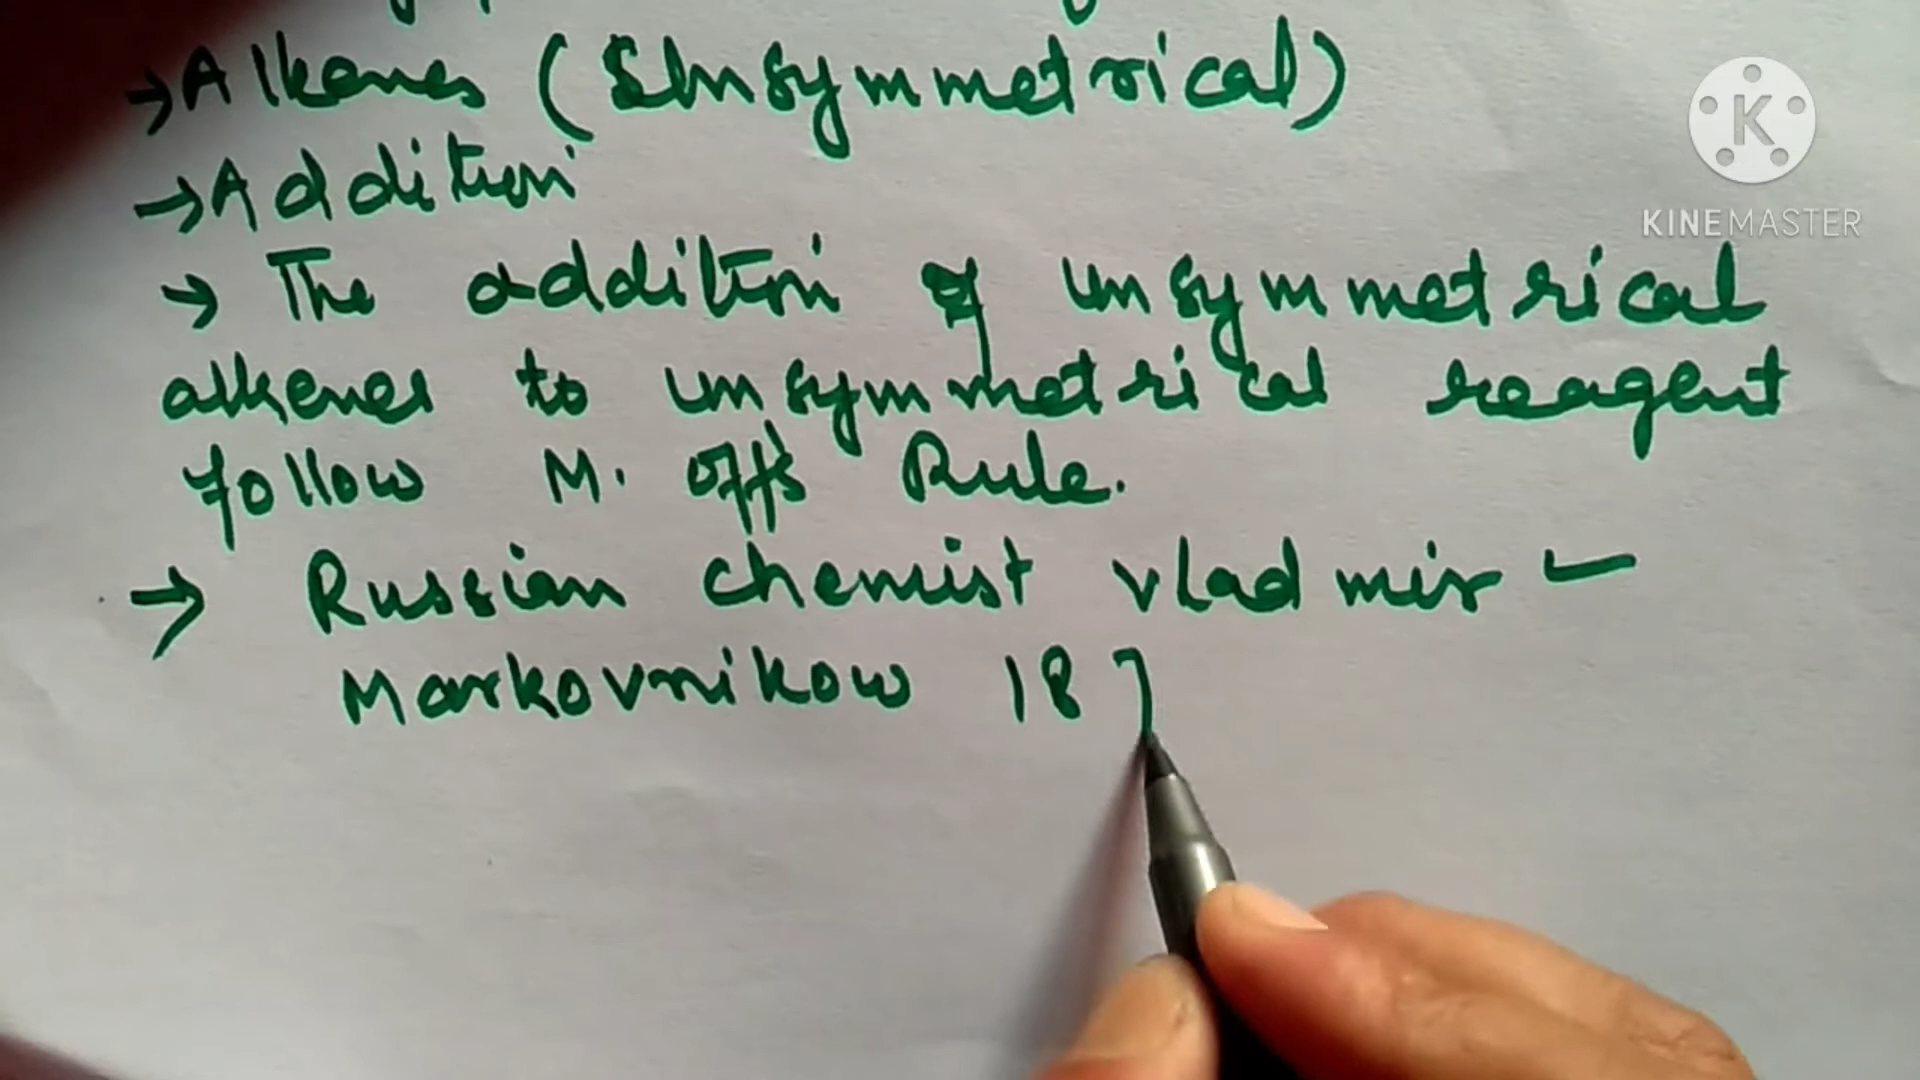 → Alkenes (Unsymmetrical)
→ Addition
→ The addition of unsymmetrical
alkenes to unsymmetrical reagent
follow M. off's Rule.
→ Russian chemist vladmir -
Markovnikow 187
K
KINEMASTER